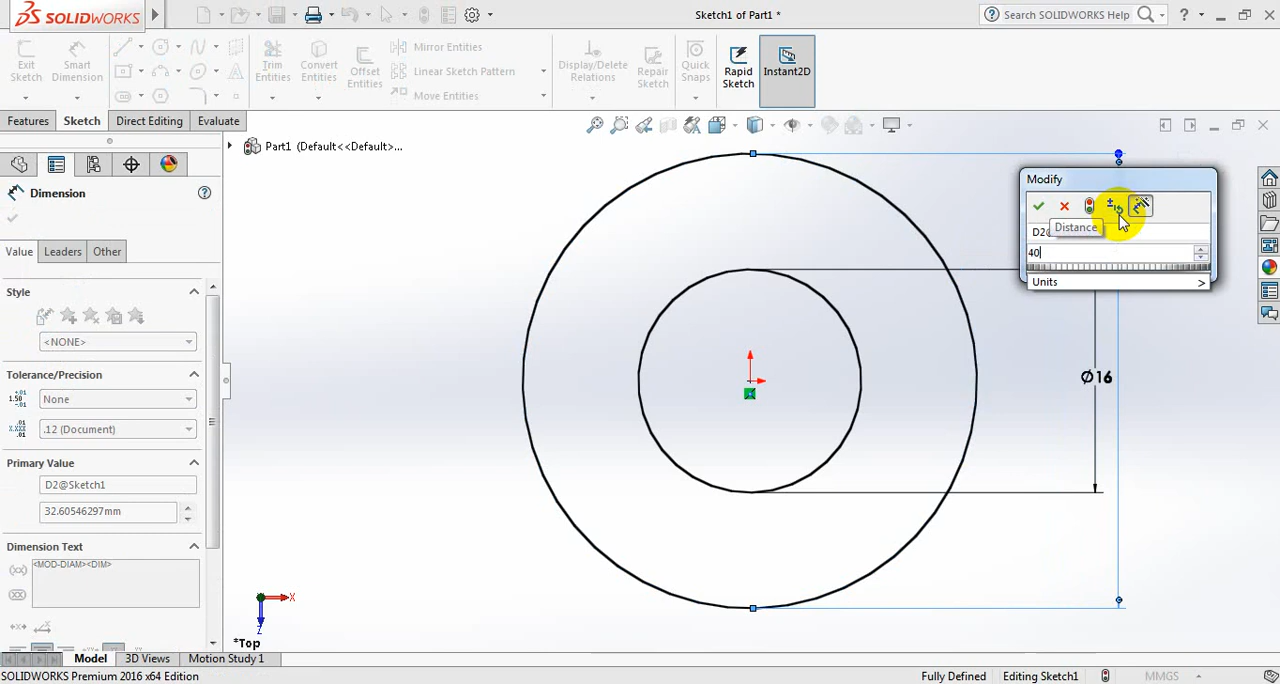 SOLIDWORKS
Sketch1 of Part1 *
Search SOLIDWORKS Help
?
Exit Sketch
Smart Dimension
Trim Entities
Convert Entities
Offset Entities
Mirror Entities
Linear Sketch Pattern
Move Entities
Display/Delete Relations
Repair Sketch
Quick Snaps
Rapid Sketch
Instant2D
Features
Sketch
Direct Editing
Evaluate
Part1 (Default<<Default>...
Dimension
Value
Leaders
Other
Style
<NONE>
Tolerance/Precision
None
.12 (Document)
Primary Value
D2@Sketch1
32.60546297mm
Dimension Text
<MOD-DIAM><DIM>
Modify
D2@
Distance
40
Units
>
Ø16
X
Z
*Top
Model
3D Views
Motion Study 1
SOLIDWORKS Premium 2016 x64 Edition
Fully Defined
Editing Sketch1
MMGS